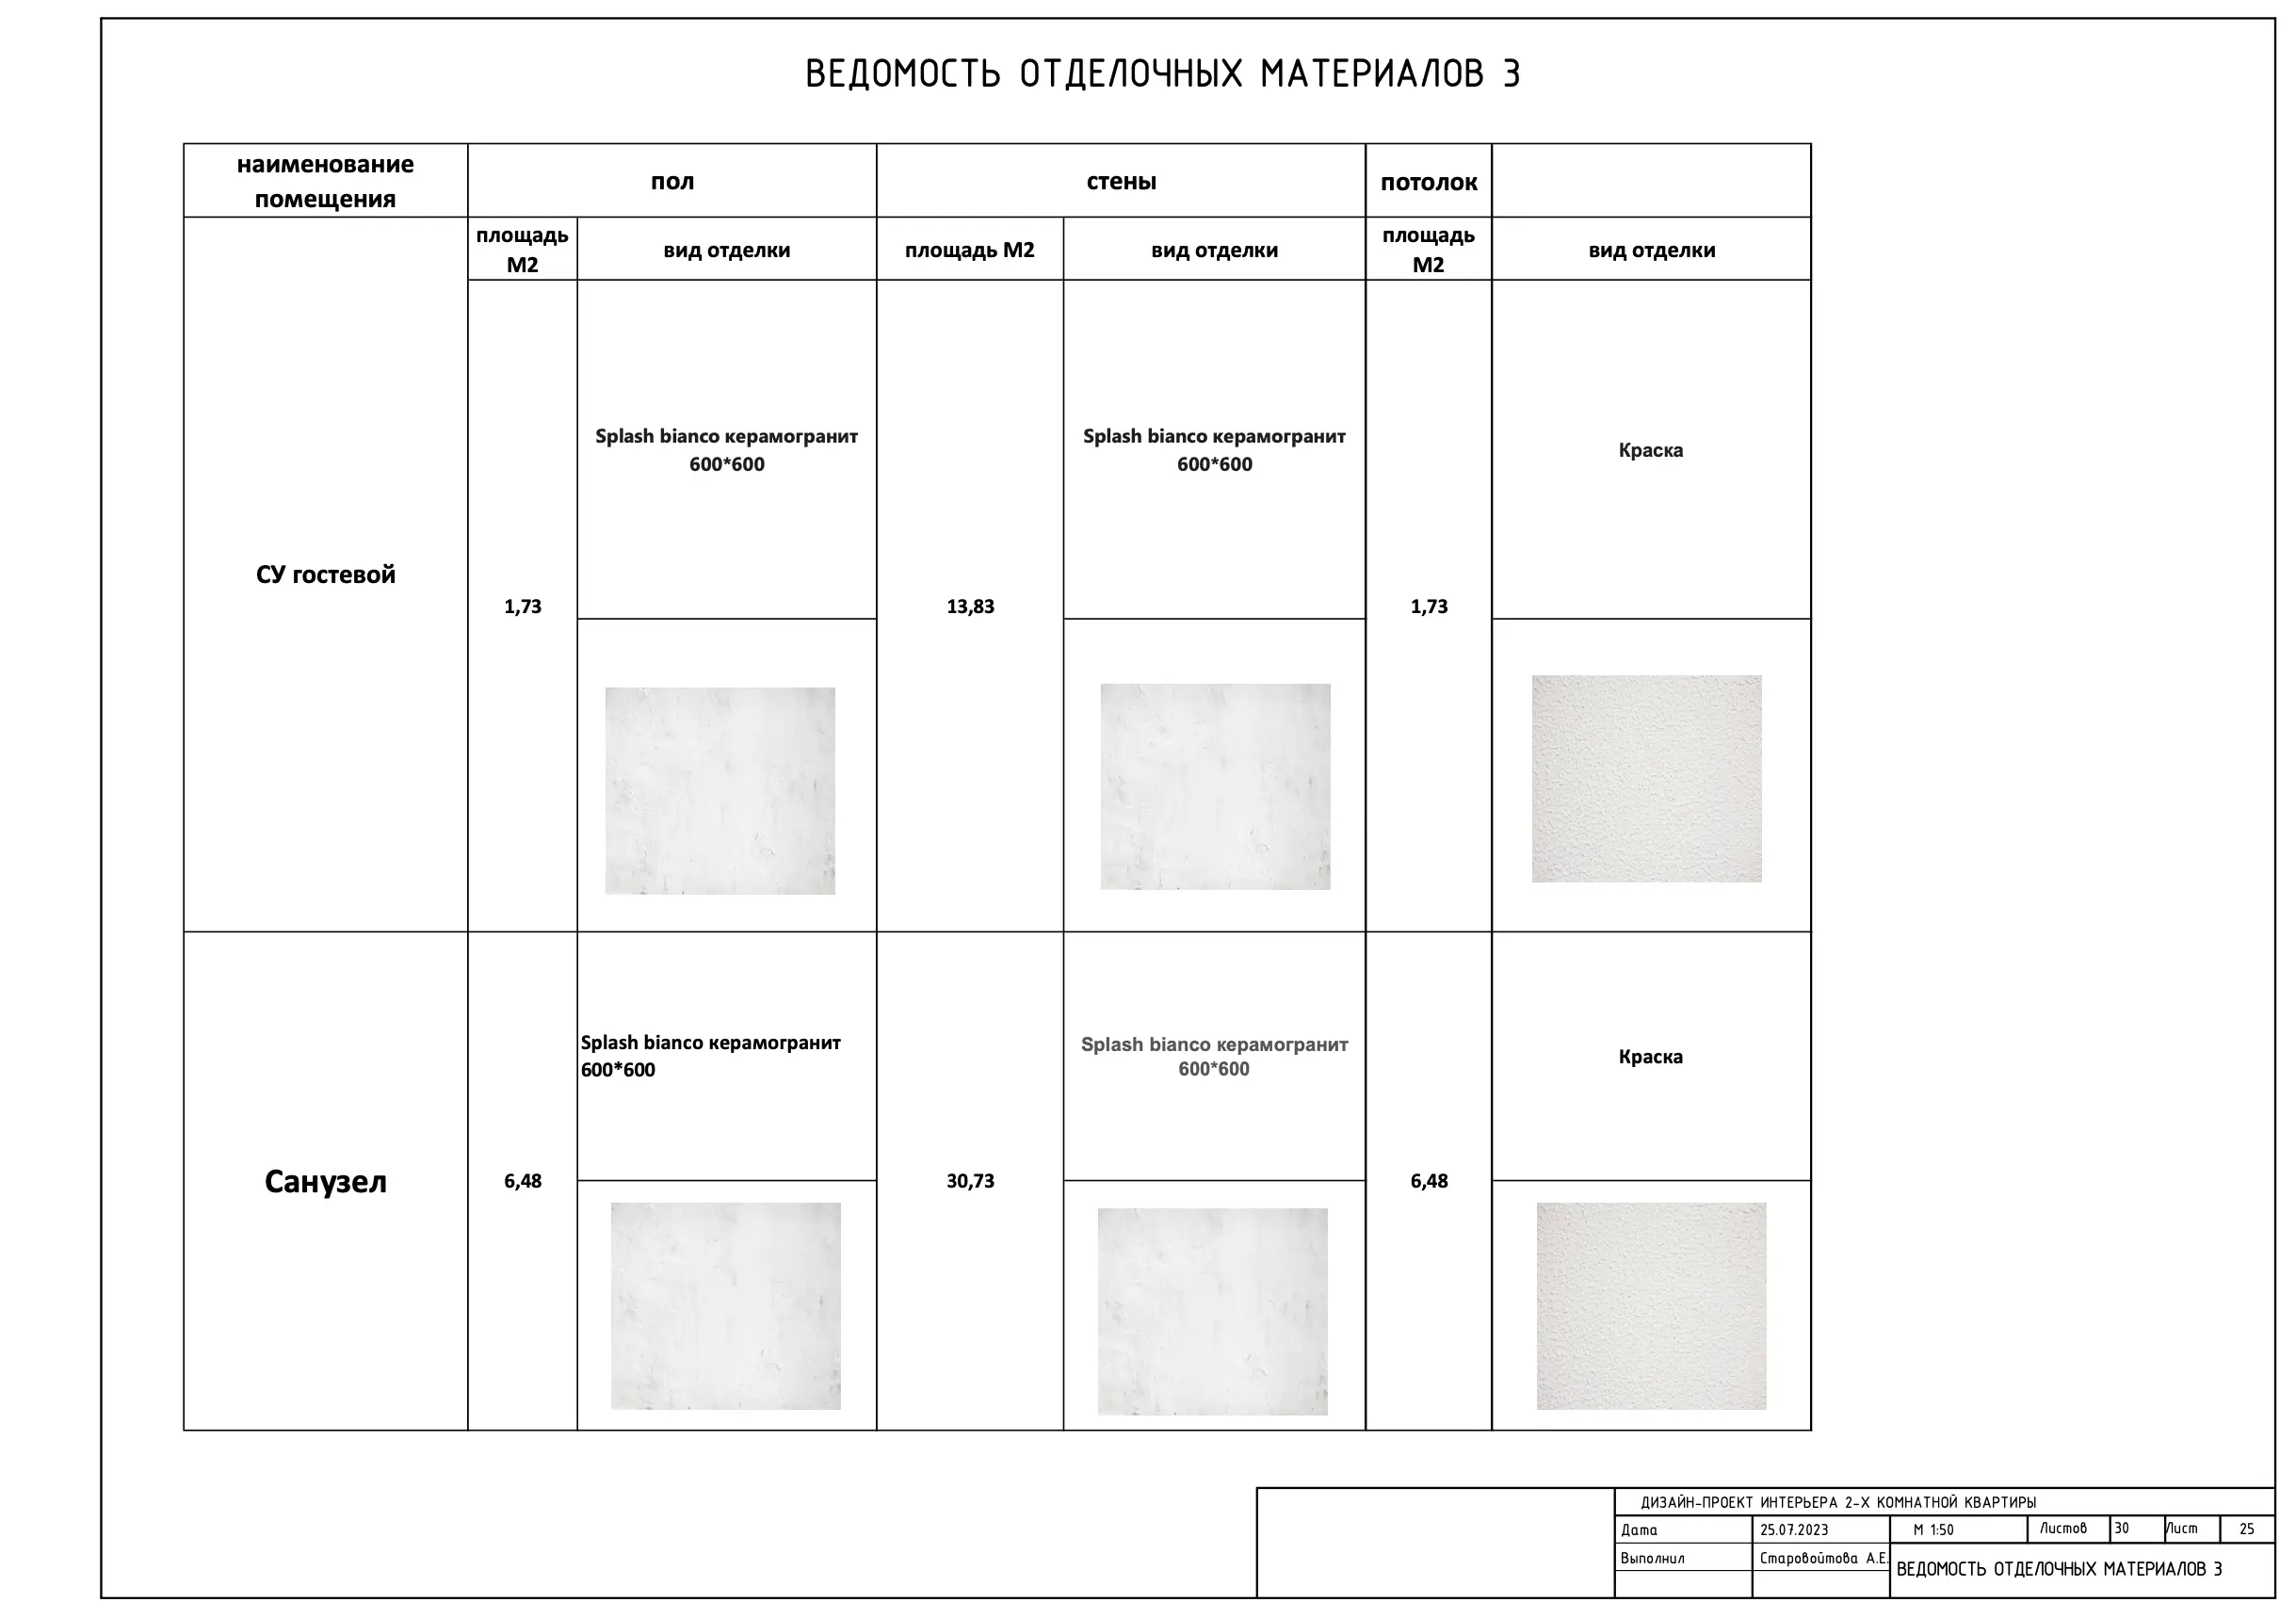 ВЕДОМОСТЬ ОТДЕЛОЧНЫХ МАТЕРИАЛОВ 3
наименование
помещения
пол
стены
потолок
площадь
М2
вид отделки
площадь М2
вид отделки
площадь
М2
вид отделки
СУ гостевой
1,73
Splash bianco керамогранит
600*600
13,83
Splash bianco керамогранит
600*600
1,73
Краска
Санузел
6,48
Splash bianco керамогранит
600*600
30,73
Splash bianco керамогранит
600*600
6,48
Краска
ДИЗАЙН-ПРОЕКТ ИНТЕРЬЕРА 2-Х КОМНАТНОЙ КВАРТИРЫ
Дата 25.07.2023 М 1:50 Листов 30 Лист 25
Выполнил Старовойтова А.Е.
ВЕДОМОСТЬ ОТДЕЛОЧНЫХ МАТЕРИАЛОВ 3